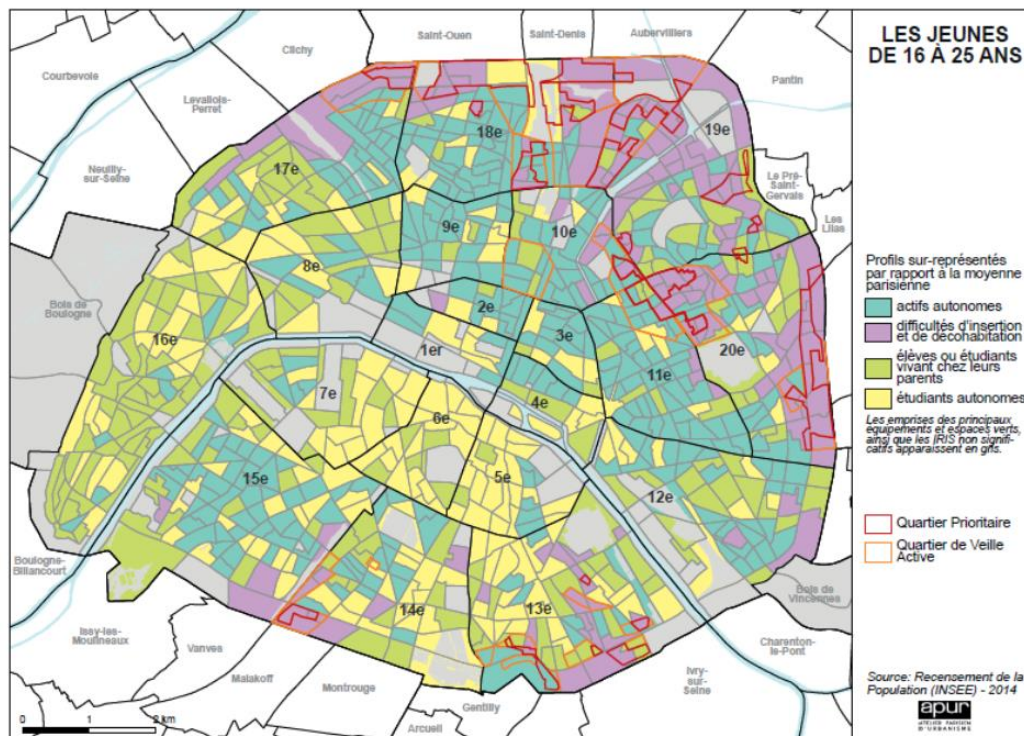 LES JEUNES
DE 16 À 25 ANS
Saint-Ouen
Saint-Denis
Aubervilliers
Clichy
Courbevoie
Pantin
Levallois-
Perret
19e
18e
17e
Neuilly-
sur-Seine
Le Pré-
Saint-
Gervais
Les
Lilas
10e
9e
8e
2e
3e
Bois de
Boulogne
16e
1er
20e
11e
7e
4e
6e
5e
15e
12e
Boulogne-
Billancourt
14e
13e
Bois de
Vincennes
Issy-les-
Moulineaux
Vanves
Malakoff
Montrouge
Gentilly
Arcueil
Ivry-
sur-
Seine
Charenton-
le-Pont
0 1 2 km
Profils sur-représentés
par rapport à la moyenne
parisienne
actifs autonomes
difficultés d'insertion
et de décohabitation
élèves ou étudiants
vivant chez leurs
parents
étudiants autonomes
Les emprises des principaux
équipements et espaces verts,
ainsi que les IRIS non signifi-
catifs apparaissent en gris.
Quartier Prioritaire
Quartier de Veille
Active
Source: Recensement de la
Population (INSEE) - 2014
apur
ATELIER PARISIEN
D'URBANISME